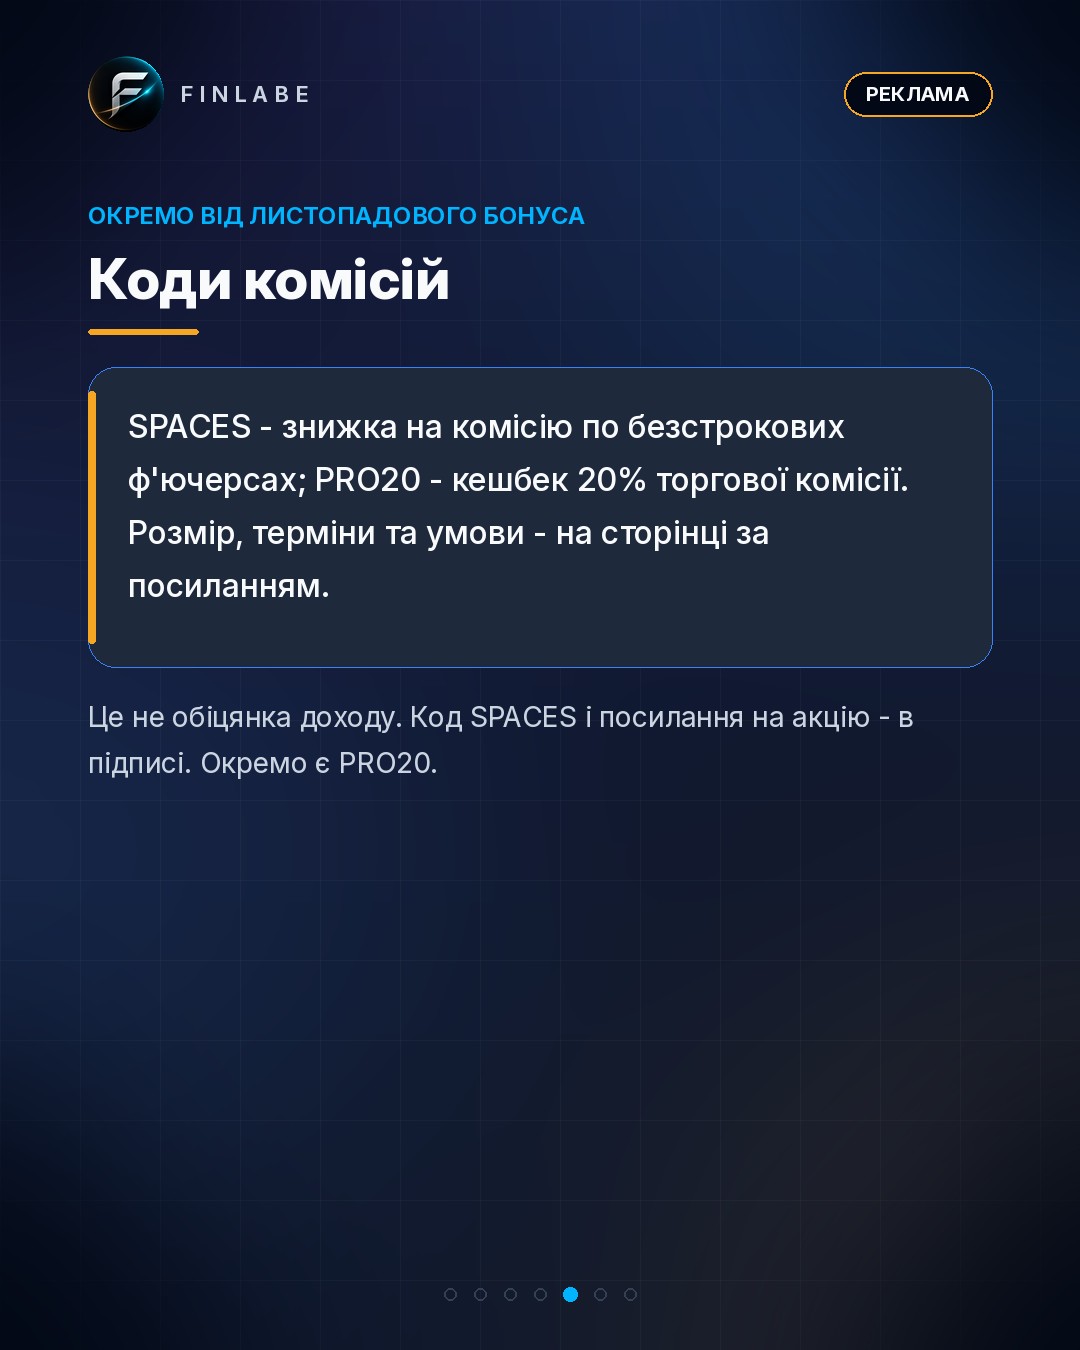 FINLABE
РЕКЛАМА
ОКРЕМО ВІД ЛИСТОПАДОВОГО БОНУСА
Коди комісій
SPACES - знижка на комісію по безстрокових
ф'ючерсах; PRO20 - кешбек 20% торгової комісії.
Розмір, терміни та умови - на сторінці за
посиланням.
Це не обіцянка доходу. Код SPACES і посилання на акцію - в
підписі. Окремо є PRO20.